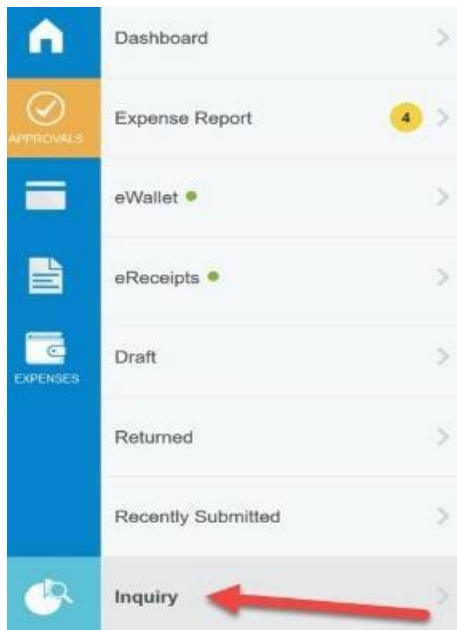 Dashboard
APPROVALS
Expense Report 4
eWallet
eReceipts
EXPENSES
Draft
Returned
Recently Submitted
Inquiry